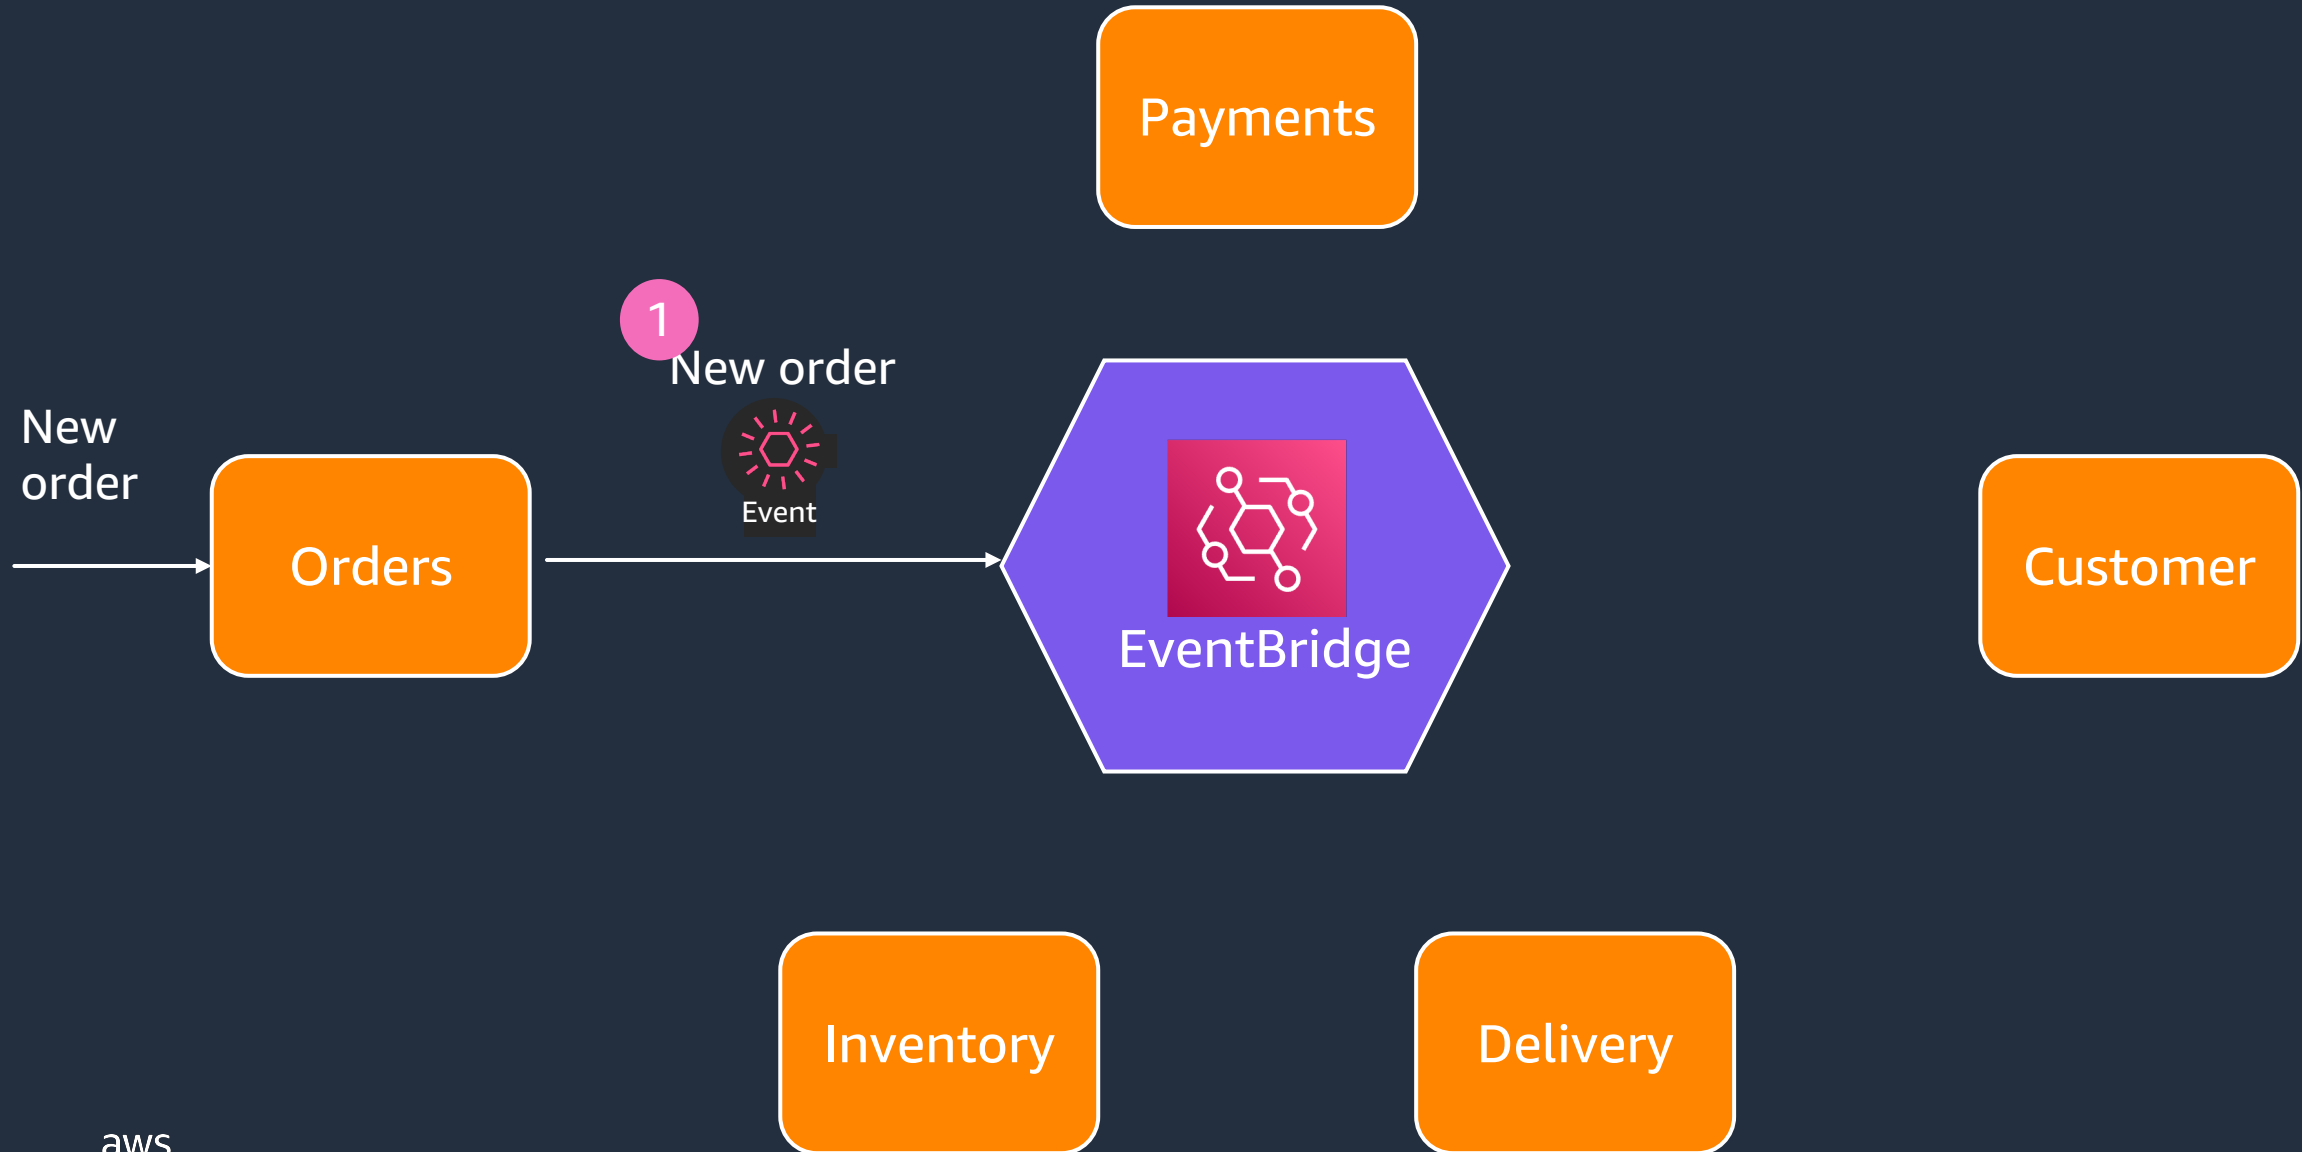 Payments
1
New order
New
order
Event
Orders
EventBridge
Customer
Inventory
Delivery
aws